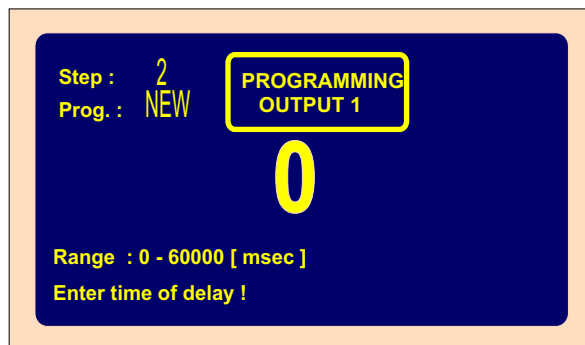 Step : 2
Prog. : NEW
PROGRAMMING
OUTPUT 1
0
Range : 0 - 60000 [ msec ]
Enter time of delay !